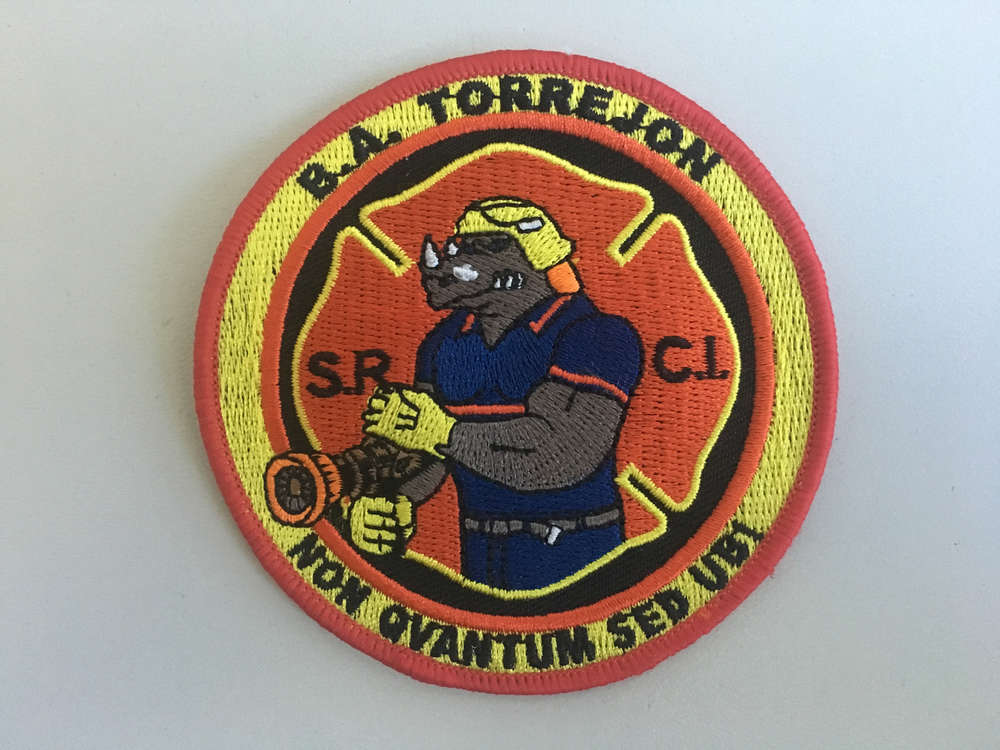 B.A. TORREJON
S.P. C.I.
NON QVANTUM SED UBI